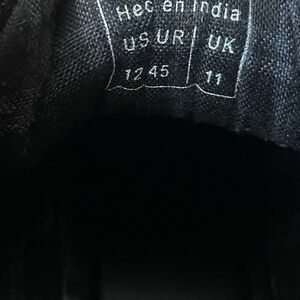 Hec en India
US UR | UK
12 45 | 11